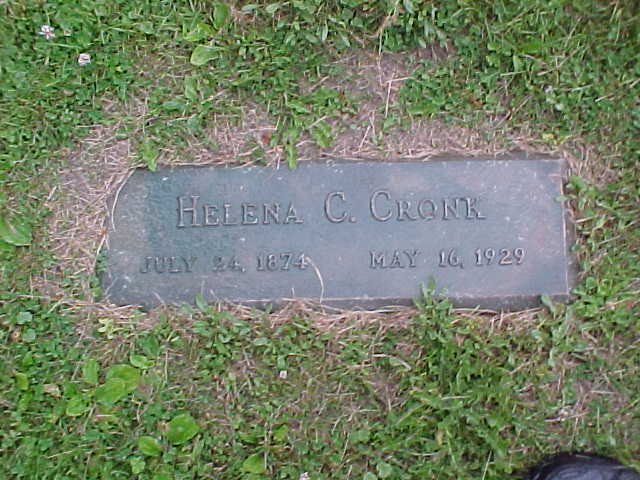 HELENA C. CRONK
JULY 24, 1874 MAY 16, 1929